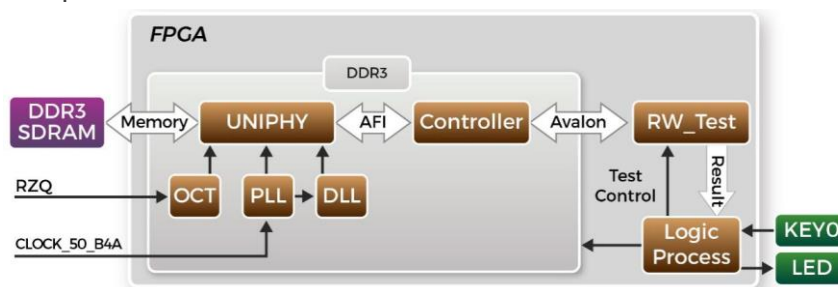 FPGA
DDR3
DDR3
SDRAM
Memory
UNIPHY
AFI
Controller
Avalon
RW_Test
RZQ
OCT
PLL
DLL
Test
Control
Result
CLOCK_50_B4A
Logic
Process
KEY0
LED